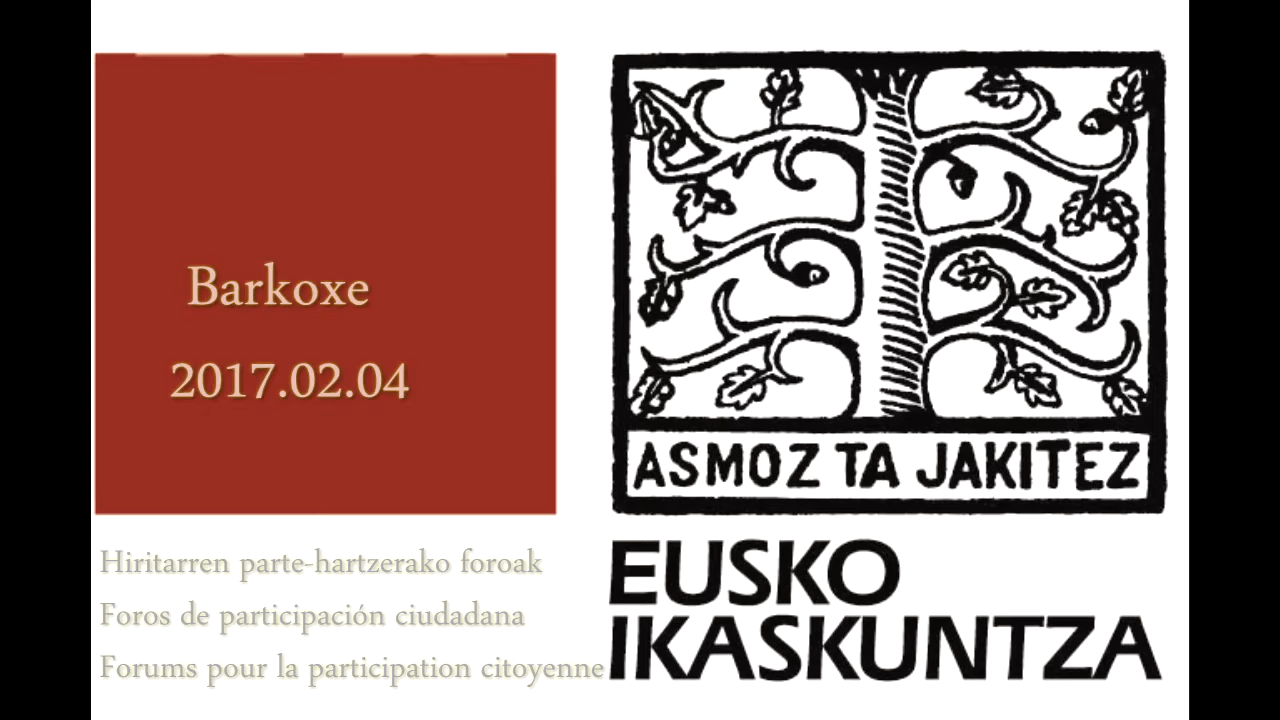 Barkoxe
2017.02.04
Hiritarren parte-hartzerako foroak
Foros de participación ciudadana
Forums pour la participation citoyenne
ASMOZ TA JAKITEZ
EUSKO
IKASKUNTZA